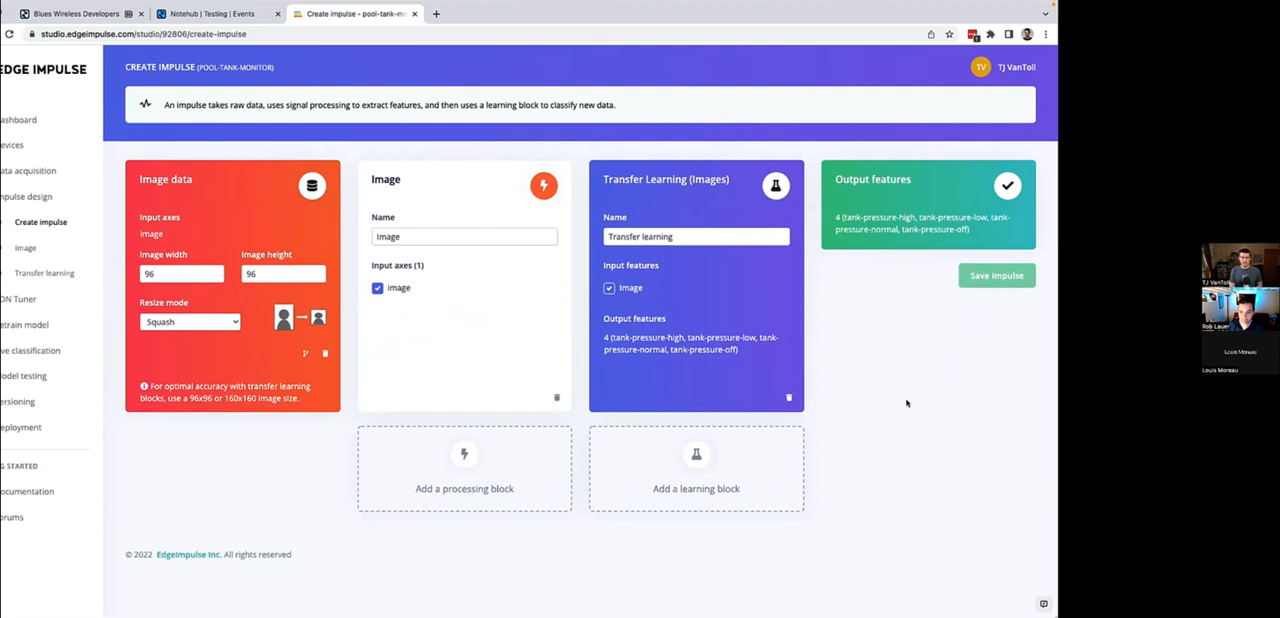 Blues Wireless Developers
Notehub | Testing | Events
Create impulse - pool-tank-m
studio.edgeimpulse.com/studio/92806/create-impulse
EDGE IMPULSE
CREATE IMPULSE (POOL-TANK-MONITOR)
TV
TJ VanToll
An impulse takes raw data, uses signal processing to extract features, and then uses a learning block to classify new data.
ashboard
evices
ata acquisition
mpulse design
Create impulse
Image
Transfer learning
ON Tuner
etrain model
ve classification
odel testing
ersioning
eployment
G STARTED
ocumentation
orums
Image data
Input axes
image
Image width
Image height
96
96
Resize mode
Squash
For optimal accuracy with transfer learning
blocks, use a 96x96 or 160x160 image size.
Image
Name
Image
Input axes (1)
image
Transfer Learning (Images)
Name
Transfer learning
Input features
Image
Output features
4 (tank-pressure-high, tank-pressure-low, tank-
pressure-normal, tank-pressure-off)
Output features
4 (tank-pressure-high, tank-pressure-low, tank-
pressure-normal, tank-pressure-off)
Save Impulse
Add a processing block
Add a learning block
© 2022 EdgeImpulse Inc. All rights reserved
TJ VanToll
Rob Lauer
Louis Moreau
Louis Moreau